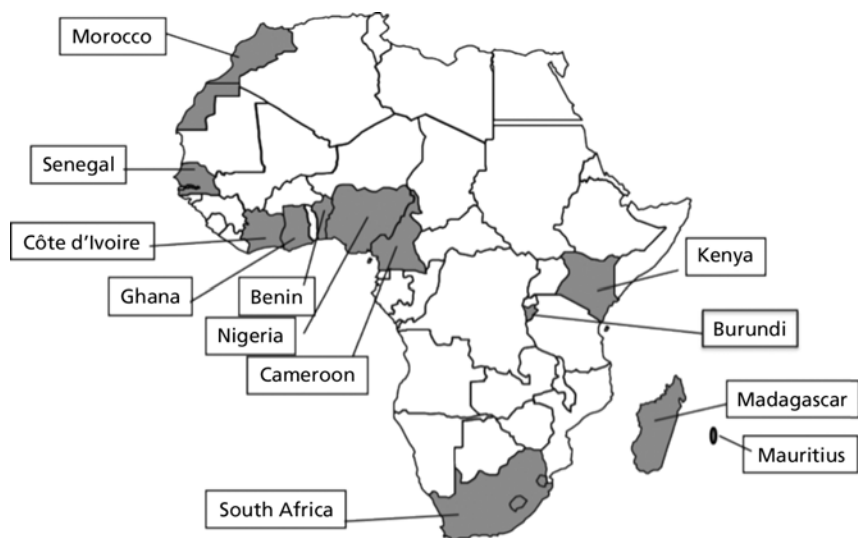 Morocco
Senegal
Côte d’Ivoire
Ghana
Benin
Nigeria
Cameroon
Kenya
Burundi
Madagascar
Mauritius
South Africa